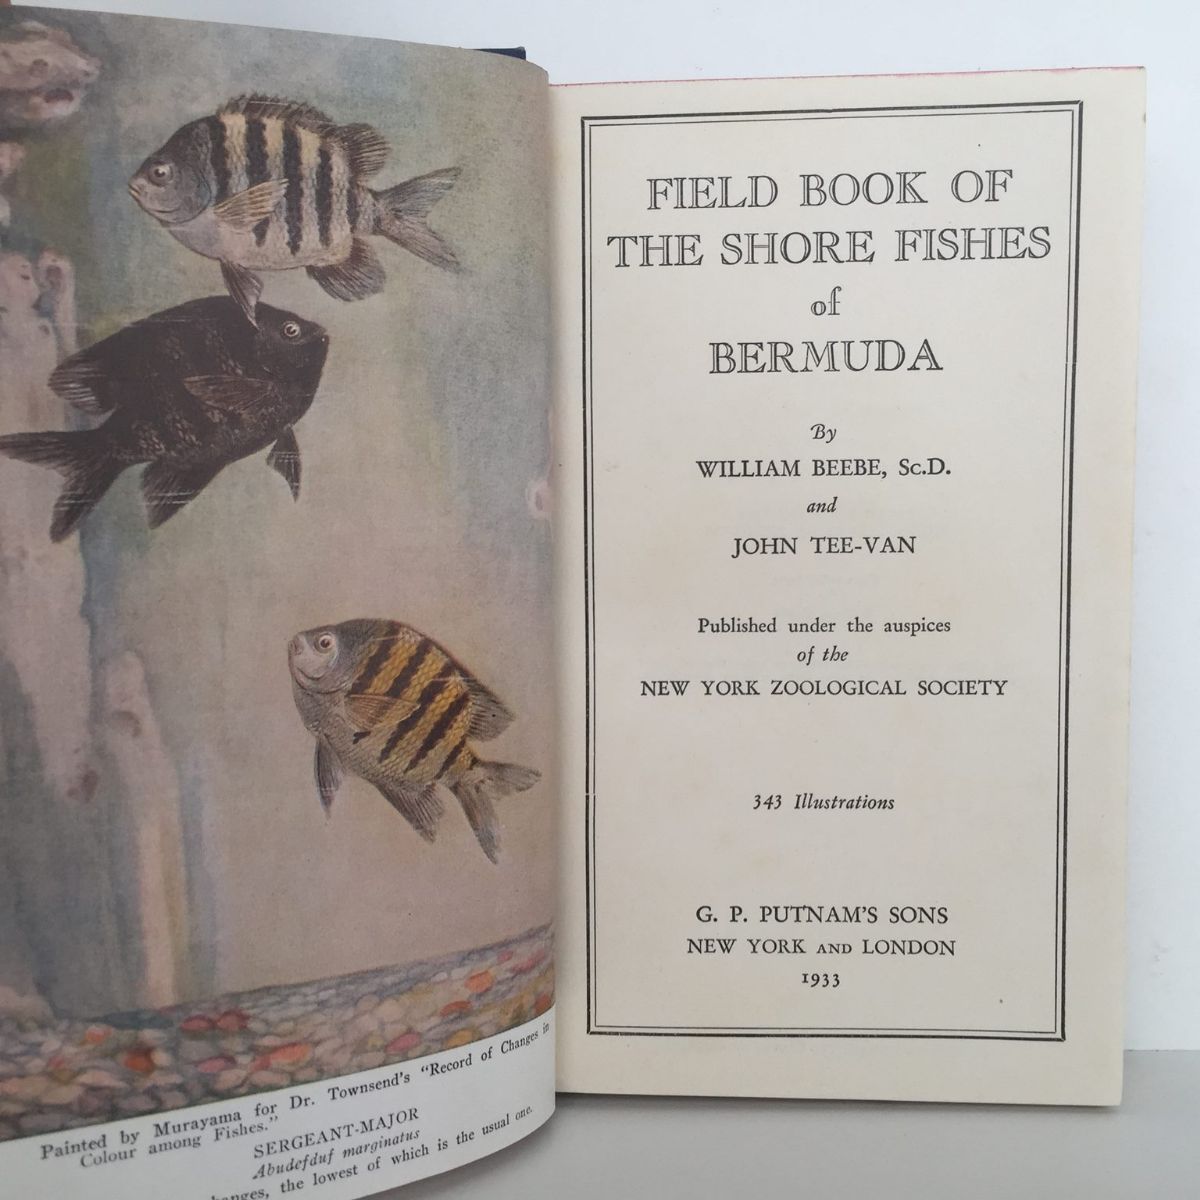 Painted by Murayama for Dr. Townsend's "Record of Changes in
Colour among Fishes."
SERGEANT-MAJOR
Abudefduf marginatus
the lowest of which is the usual one.
FIELD BOOK OF
THE SHORE FISHES
of
BERMUDA
By
WILLIAM BEEBE, Sc.D.
and
JOHN TEE-VAN
Published under the auspices
of the
NEW YORK ZOOLOGICAL SOCIETY
343 Illustrations
G. P. PUTNAM'S SONS
NEW YORK AND LONDON
1933